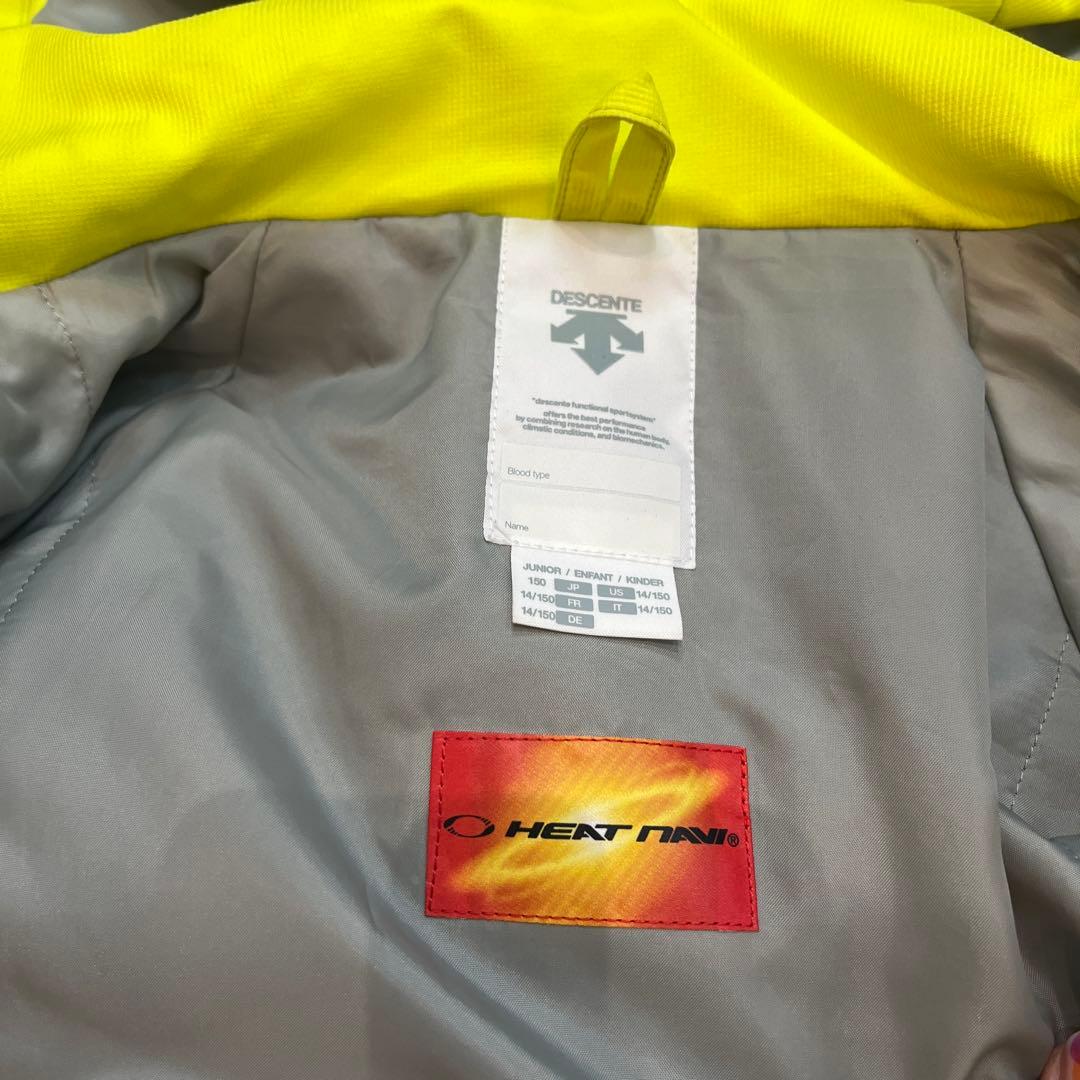 DESCENTE
"descente functional sportsystem"
offers the best performance
by combining research on the human body,
climatic conditions, and biomechanics.
Blood type
Name
JUNIOR / ENFANT / KINDER
150 JP US 14/150
14/150 FR IT 14/150
14/150 DE
HEAT NAVI®